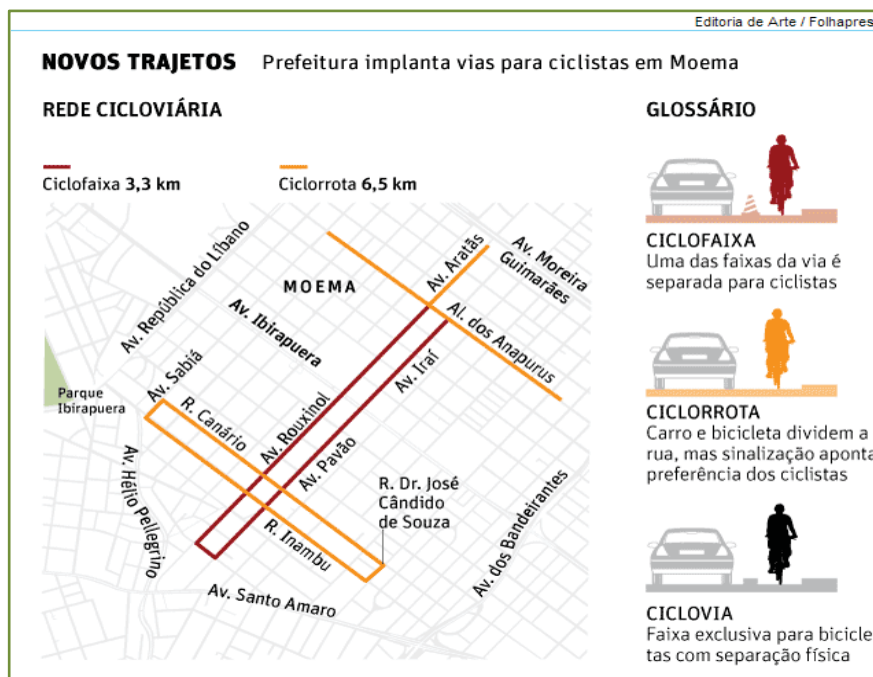 Editoria de Arte / Folhapres
NOVOS TRAJETOS Prefeitura implanta vias para ciclistas em Moema
REDE CICLOVIÁRIA
Ciclofaixa 3,3 km
Ciclorrota 6,5 km
Av. República do Líbano
MOEMA
Av. Aratãs
Av. Moreira
Guimarães
Av. Ibirapuera
Al. dos Anapurus
Av. Iraí
Parque
Ibirapuera
Av. Sabiá
R. Canário
Av. Rouxinol
Av. Pavão
R. Dr. José
Cândido
de Souza
Av. Hélio Pellegrino
R. Inambu
Av. dos Bandeirantes
Av. Santo Amaro
GLOSSÁRIO
CICLOFAIXA
Uma das faixas da via é
separada para ciclistas
CICLORROTA
Carro e bicicleta dividem a
rua, mas sinalização aponta
preferência dos ciclistas
CICLOVIA
Faixa exclusiva para bicicle-
tas com separação física